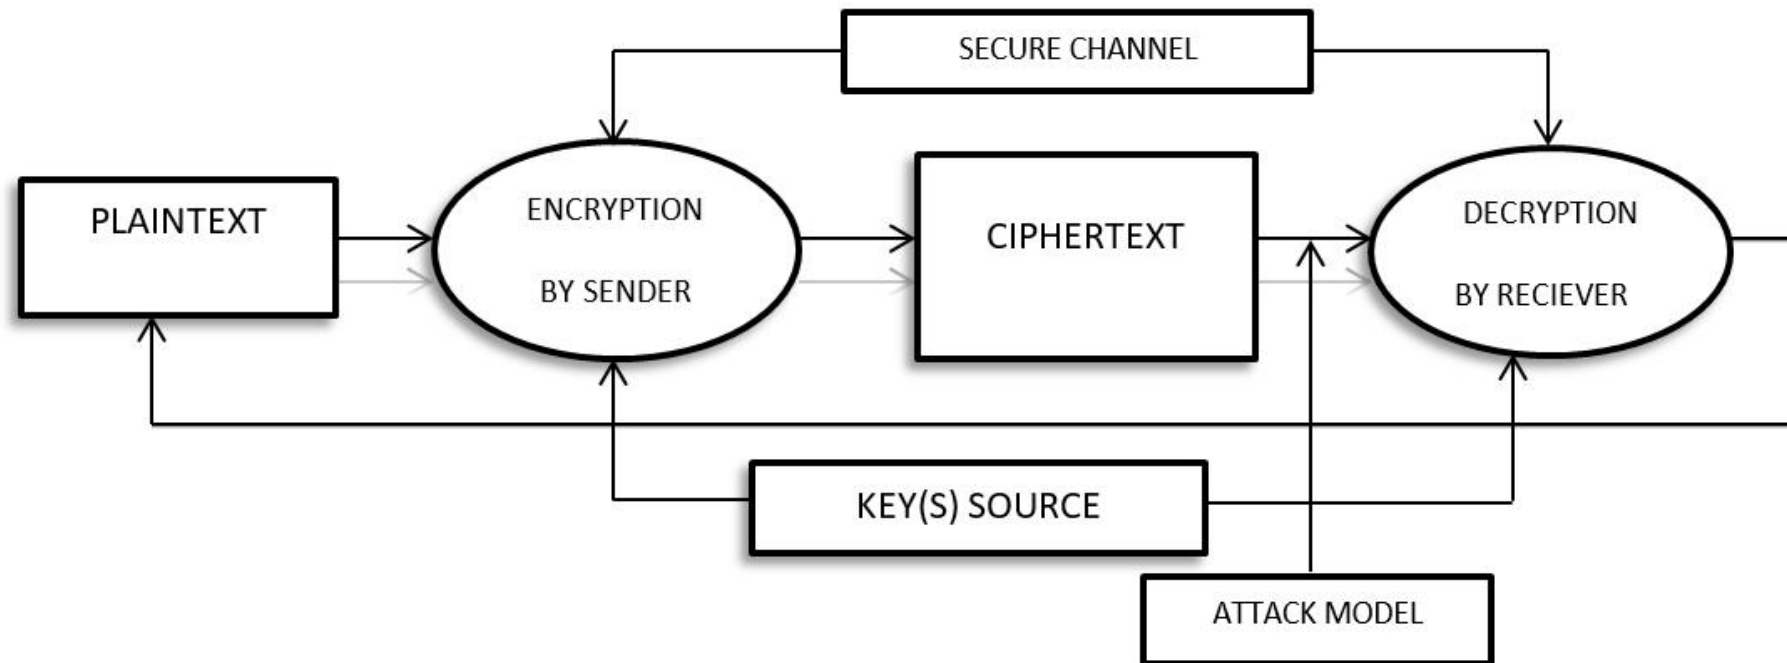 SECURE CHANNEL
PLAINTEXT
ENCRYPTION
BY SENDER
CIPHERTEXT
DECRYPTION
BY RECIEVER
KEY(S) SOURCE
ATTACK MODEL